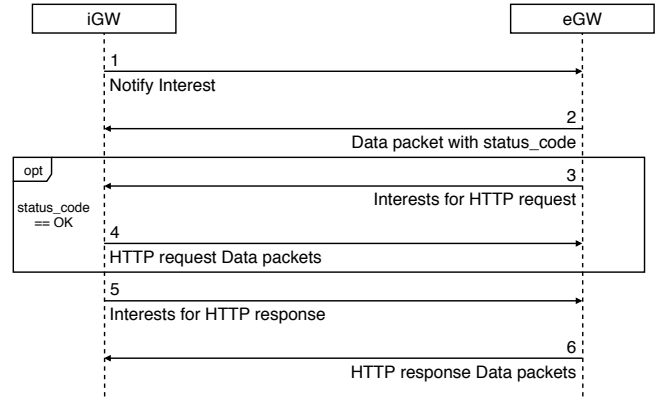 iGW
eGW
1
Notify Interest
2
Data packet with status_code
opt
3
Interests for HTTP request
status_code
== OK
4
HTTP request Data packets
5
Interests for HTTP response
6
HTTP response Data packets